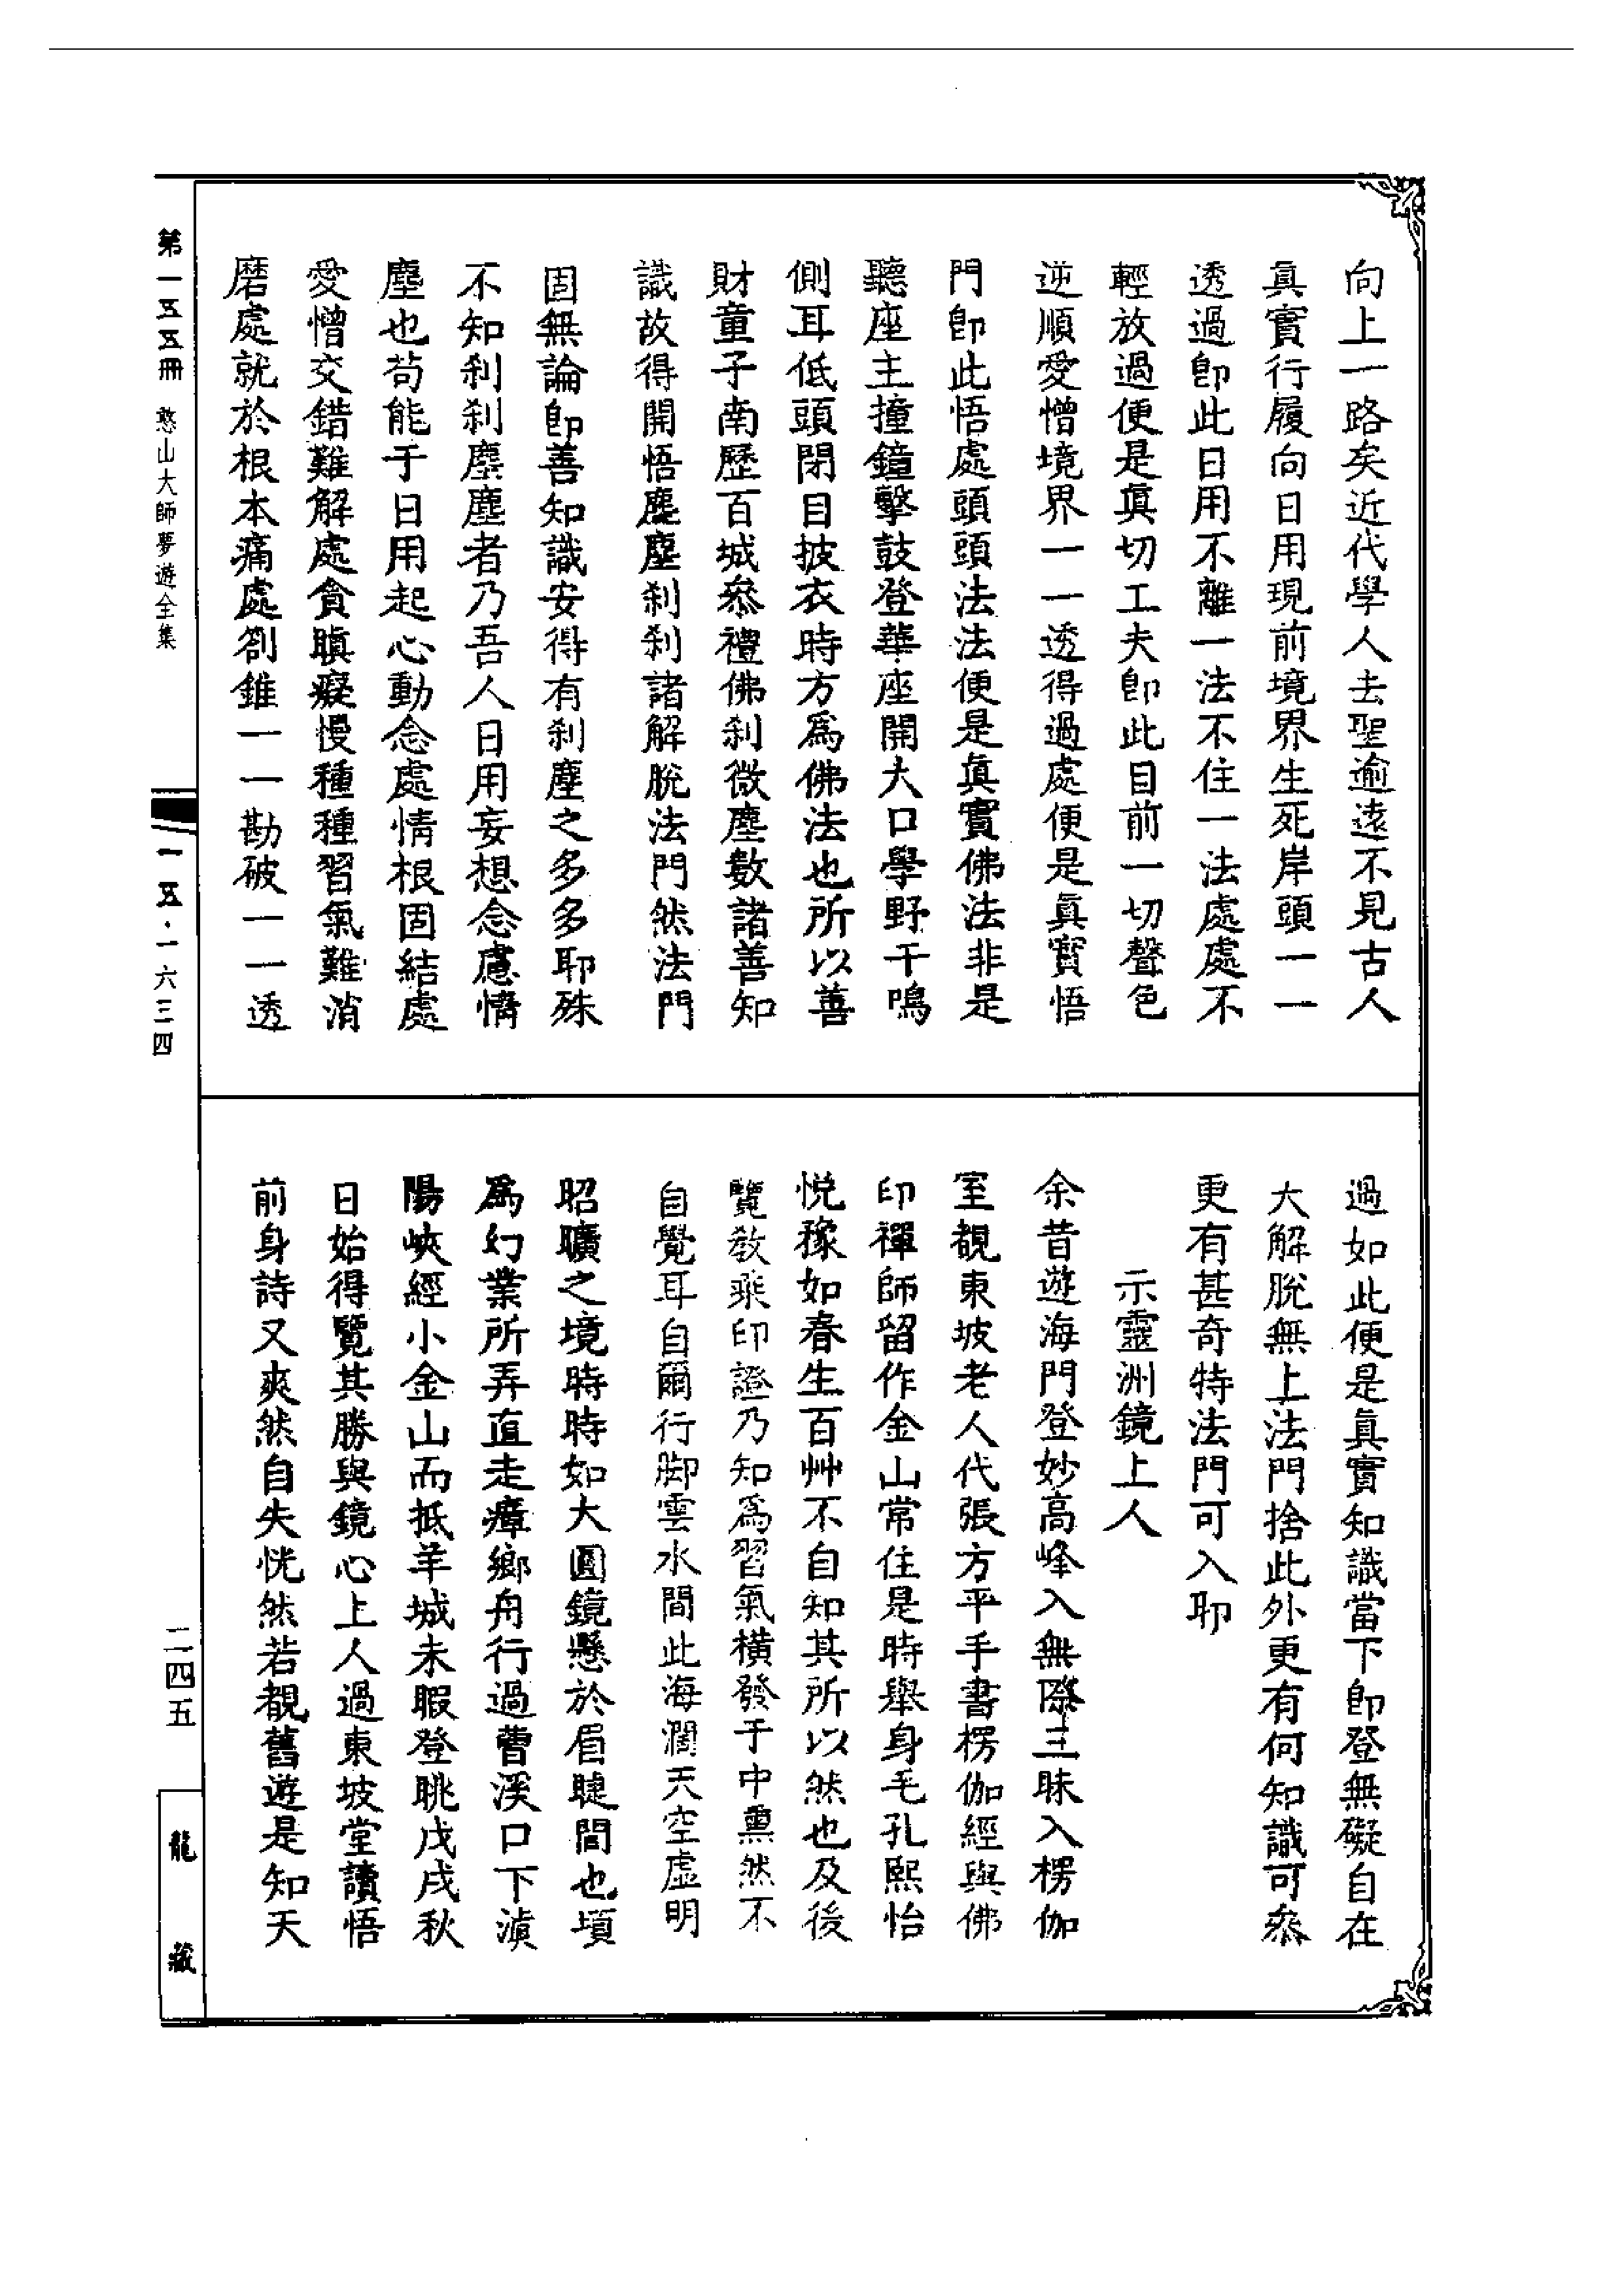 向上一路矣近代學人去聖逾遠不見古人
真實行履向日用現前境界生死岸頭一一
透過卽此日用不離一法不住一法處處不
輕放過便是真切工夫卽此目前一切聲色
逆順愛憎境界一一透得過處便是真實悟
門卽此悟處頭頭法法便是真實佛法非是
聽座主撞鐘擊鼓登華座開大口學野干鳴
側耳低頭閉目披衣時方爲佛法也所以善
財童子南歷百城叅禮佛刹微塵數諸善知
識故得開悟塵塵刹刹諸解脫法門然法門
固無論卽善知識安得有刹塵之多多耶殊
不知刹刹塵塵者乃吾人日用妄想念慮情
塵也苟能于日用起心動念處情根固結處
愛憎交錯難解處貪瞋癡慢種種習氣難消
磨處就於根本痛處劄錐一一勘破一一透
過如此便是真實知識當下卽登無礙自在
大解脫無上法門捨此外更有何知識可叅
更有甚奇特法門可入耶
示靈洲鏡上人
余昔遊海門登妙高峰入無際三昧入楞伽
室覩東坡老人代張方平手書楞伽經與佛
印禪師留作金山常住是時舉身毛孔熙怡
悅豫如春生百艸不自知其所以然也及後
覽教乘印證乃知爲習氣橫發于中熏然不
自覺耳自爾行脚雲水間此海濶天空虛明
昭曠之境時時如大圓鏡懸於眉睫間也頃
爲幻業所弄直走瘴鄉舟行過曹溪口下湞
陽峽經小金山而抵羊城未暇登眺戊戌秋
日始得覽其勝與鏡心上人過東坡堂讀悟
前身詩又爽然自失恍然若覩舊遊是知天
第一五五冊 憨山大師夢遊全集
一五·一六三四
二四五
龍藏